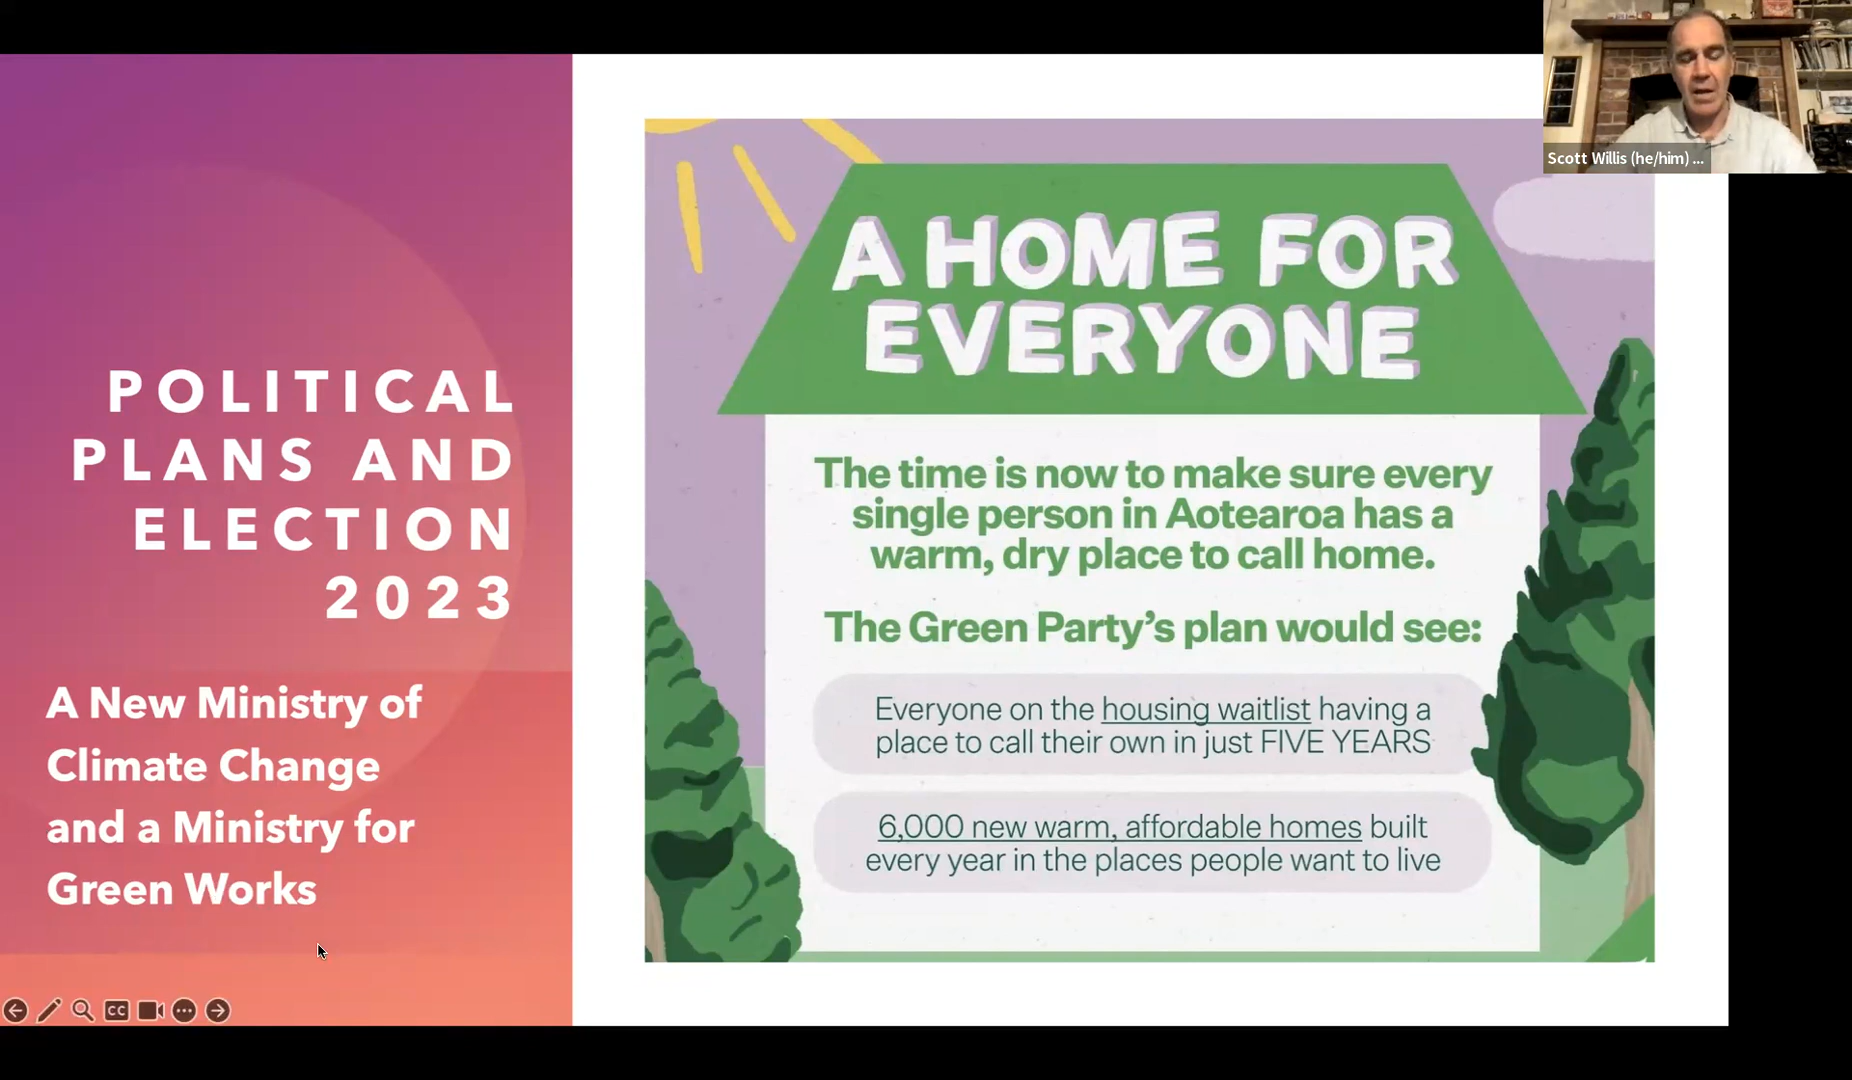 POLITICAL
PLANS AND
ELECTION
2023
A New Ministry of
Climate Change
and a Ministry for
Green Works
A HOME FOR
EVERYONE
The time is now to make sure every
single person in Aotearoa has a
warm, dry place to call home.
The Green Party’s plan would see:
Everyone on the housing waitlist having a
place to call their own in just FIVE YEARS
6,000 new warm, affordable homes built
every year in the places people want to live
Scott Willis (he/him) ...
CC